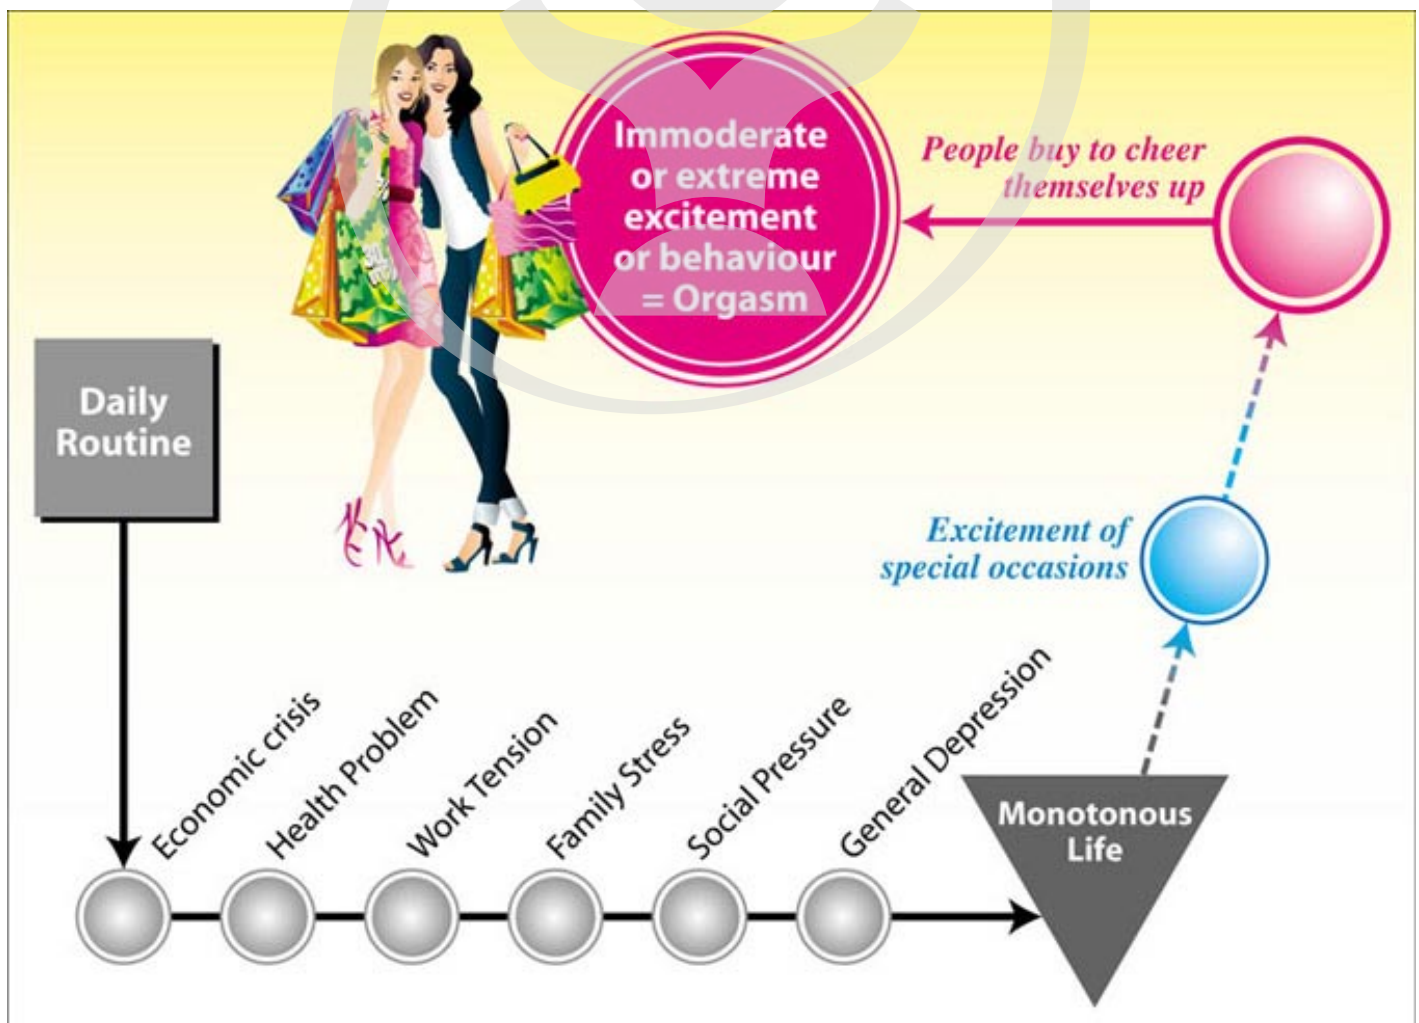 Immoderate
or extreme
excitement
or behaviour
= Orgasm
People buy to cheer
themselves up
Daily
Routine
Excitement of
special occasions
Economic crisis
Health Problem
Work Tension
Family Stress
Social Pressure
General Depression
Monotonous
Life